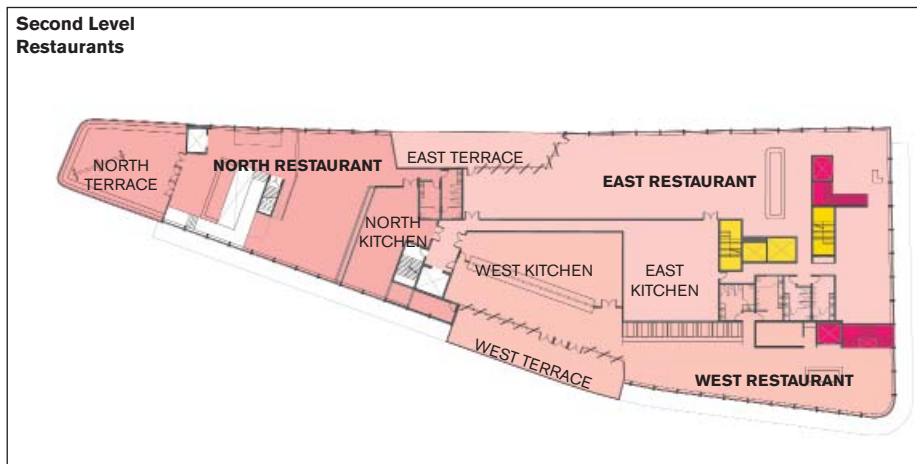 Second Level
Restaurants
NORTH
TERRACE
NORTH RESTAURANT
EAST TERRACE
EAST RESTAURANT
NORTH
KITCHEN
WEST KITCHEN
EAST
KITCHEN
WEST TERRACE
WEST RESTAURANT